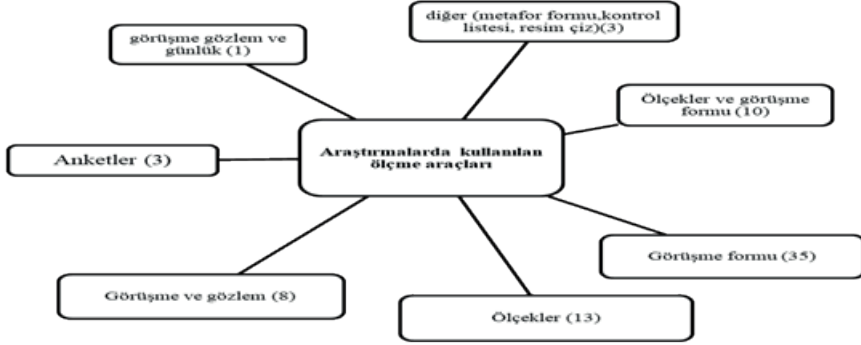 görüşme gözlem ve
günlük (1)
diğer (metafor formu,kontrol
listesi, resim çiz)(3)
Ölçekler ve görüşme
formu (10)
Anketler (3)
Araştırmalarda kullanılan
ölçme araçları
Görüşme formu (35)
Görüşme ve gözlem (8)
Ölçekler (13)